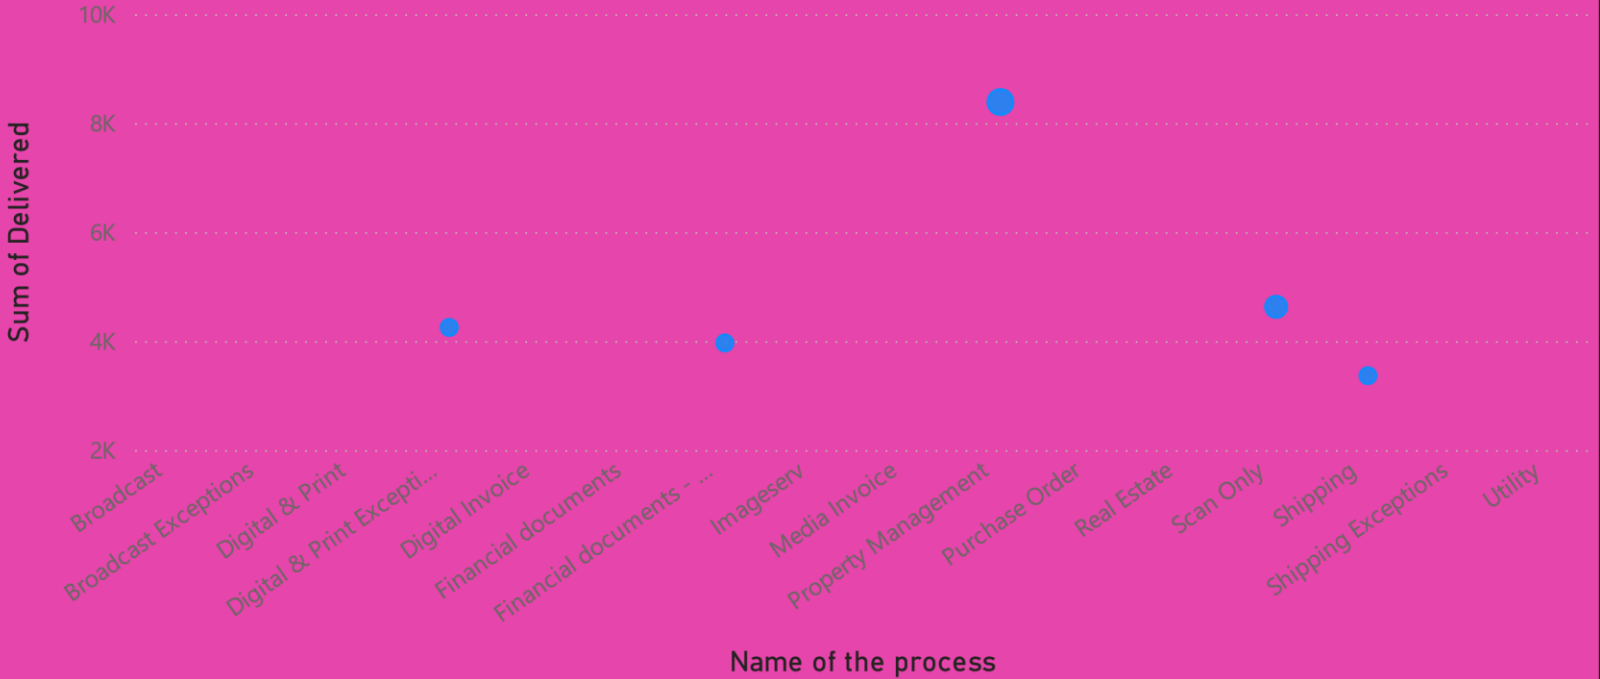 10K
8K
6K
4K
2K
Sum of Delivered
Broadcast
Broadcast Exceptions
Digital & Print
Digital & Print Excepti...
Digital Invoice
Financial documents
Financial documents - ...
Imageserv
Media Invoice
Property Management
Purchase Order
Real Estate
Scan Only
Shipping
Shipping Exceptions
Utility
Name of the process